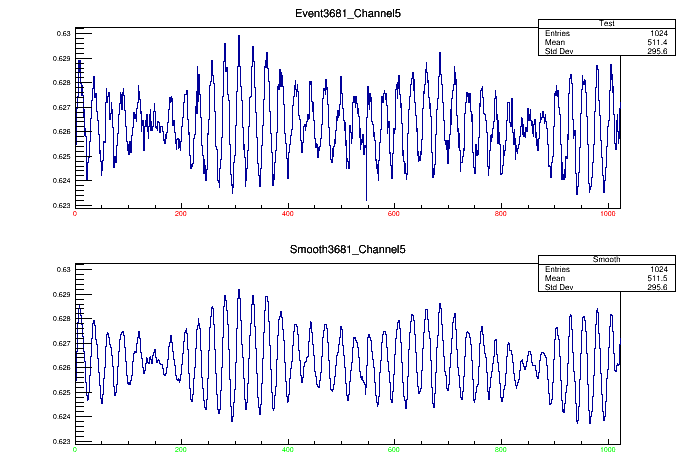 Event3681_Channel5
Test
Entries 1024
Mean 511.4
Std Dev 295.6
0.63
0.629
0.628
0.627
0.626
0.625
0.624
0.623
0 200 400 600 800 1000
Smooth3681_Channel5
Smooth
Entries 1024
Mean 511.5
Std Dev 295.6
0.63
0.629
0.628
0.627
0.626
0.625
0.624
0.623
0 200 400 600 800 1000